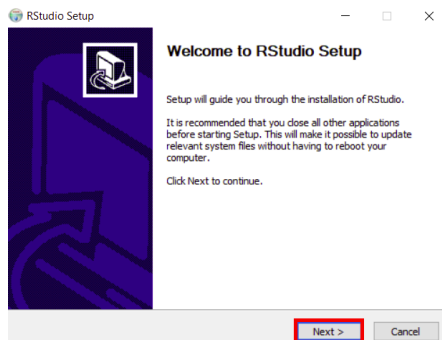 RStudio Setup
Welcome to RStudio Setup
Setup will guide you through the installation of RStudio.
It is recommended that you close all other applications
before starting Setup. This will make it possible to update
relevant system files without having to reboot your
computer.
Click Next to continue.
Next >
Cancel